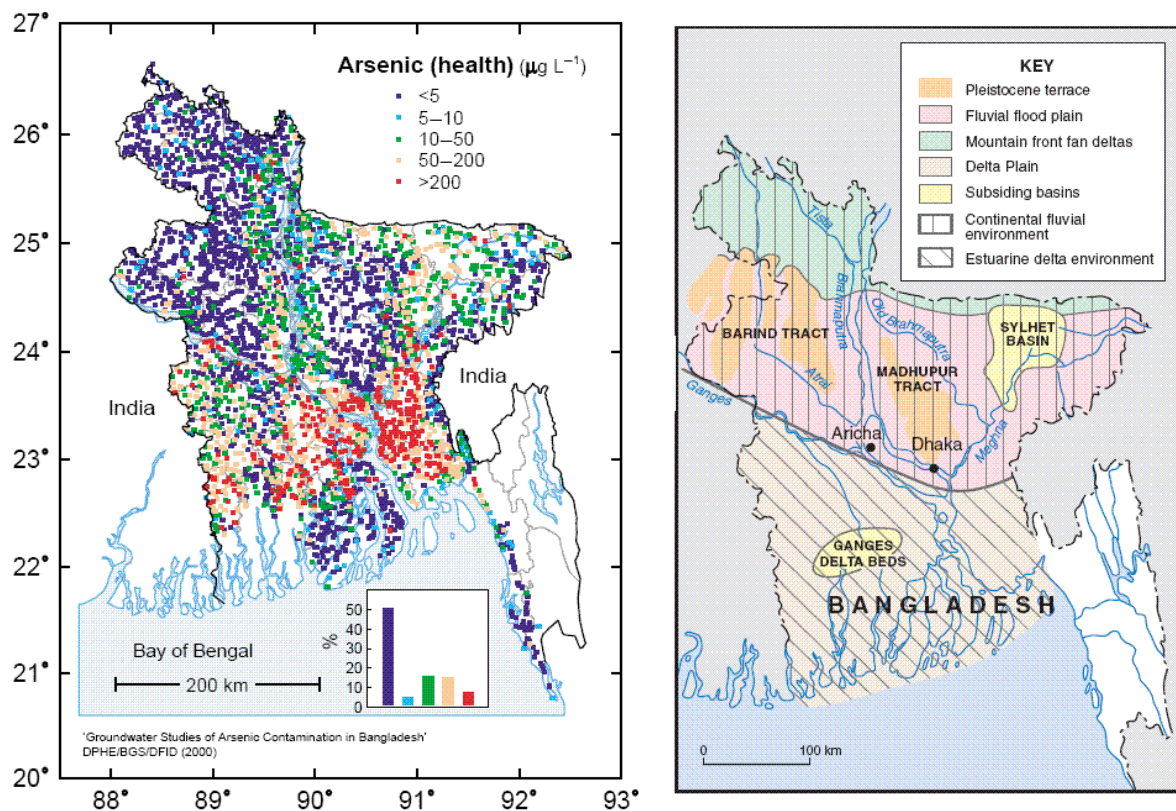 27°
26°
25°
24°
23°
22°
21°
20°
88°
89°
90°
91°
92°
93°
Arsenic (health) (µg L⁻¹)
<5
5–10
10–50
50–200
>200
India
India
Bay of Bengal
200 km
%
50
40
30
20
10
0
'Groundwater Studies of Arsenic Contamination in Bangladesh'
DPHE/BGS/DFID (2000)
KEY
Pleistocene terrace
Fluvial flood plain
Mountain front fan deltas
Delta Plain
Subsiding basins
Continental fluvial
environment
Estuarine delta environment
Tista
Brahmaputra
Old Brahmaputra
SYLHET
BASIN
BARIND TRACT
Atrai
MADHUPUR
TRACT
Ganges
Meghna
Aricha
Dhaka
GANGES
DELTA BEDS
BANGLADESH
0
100 km